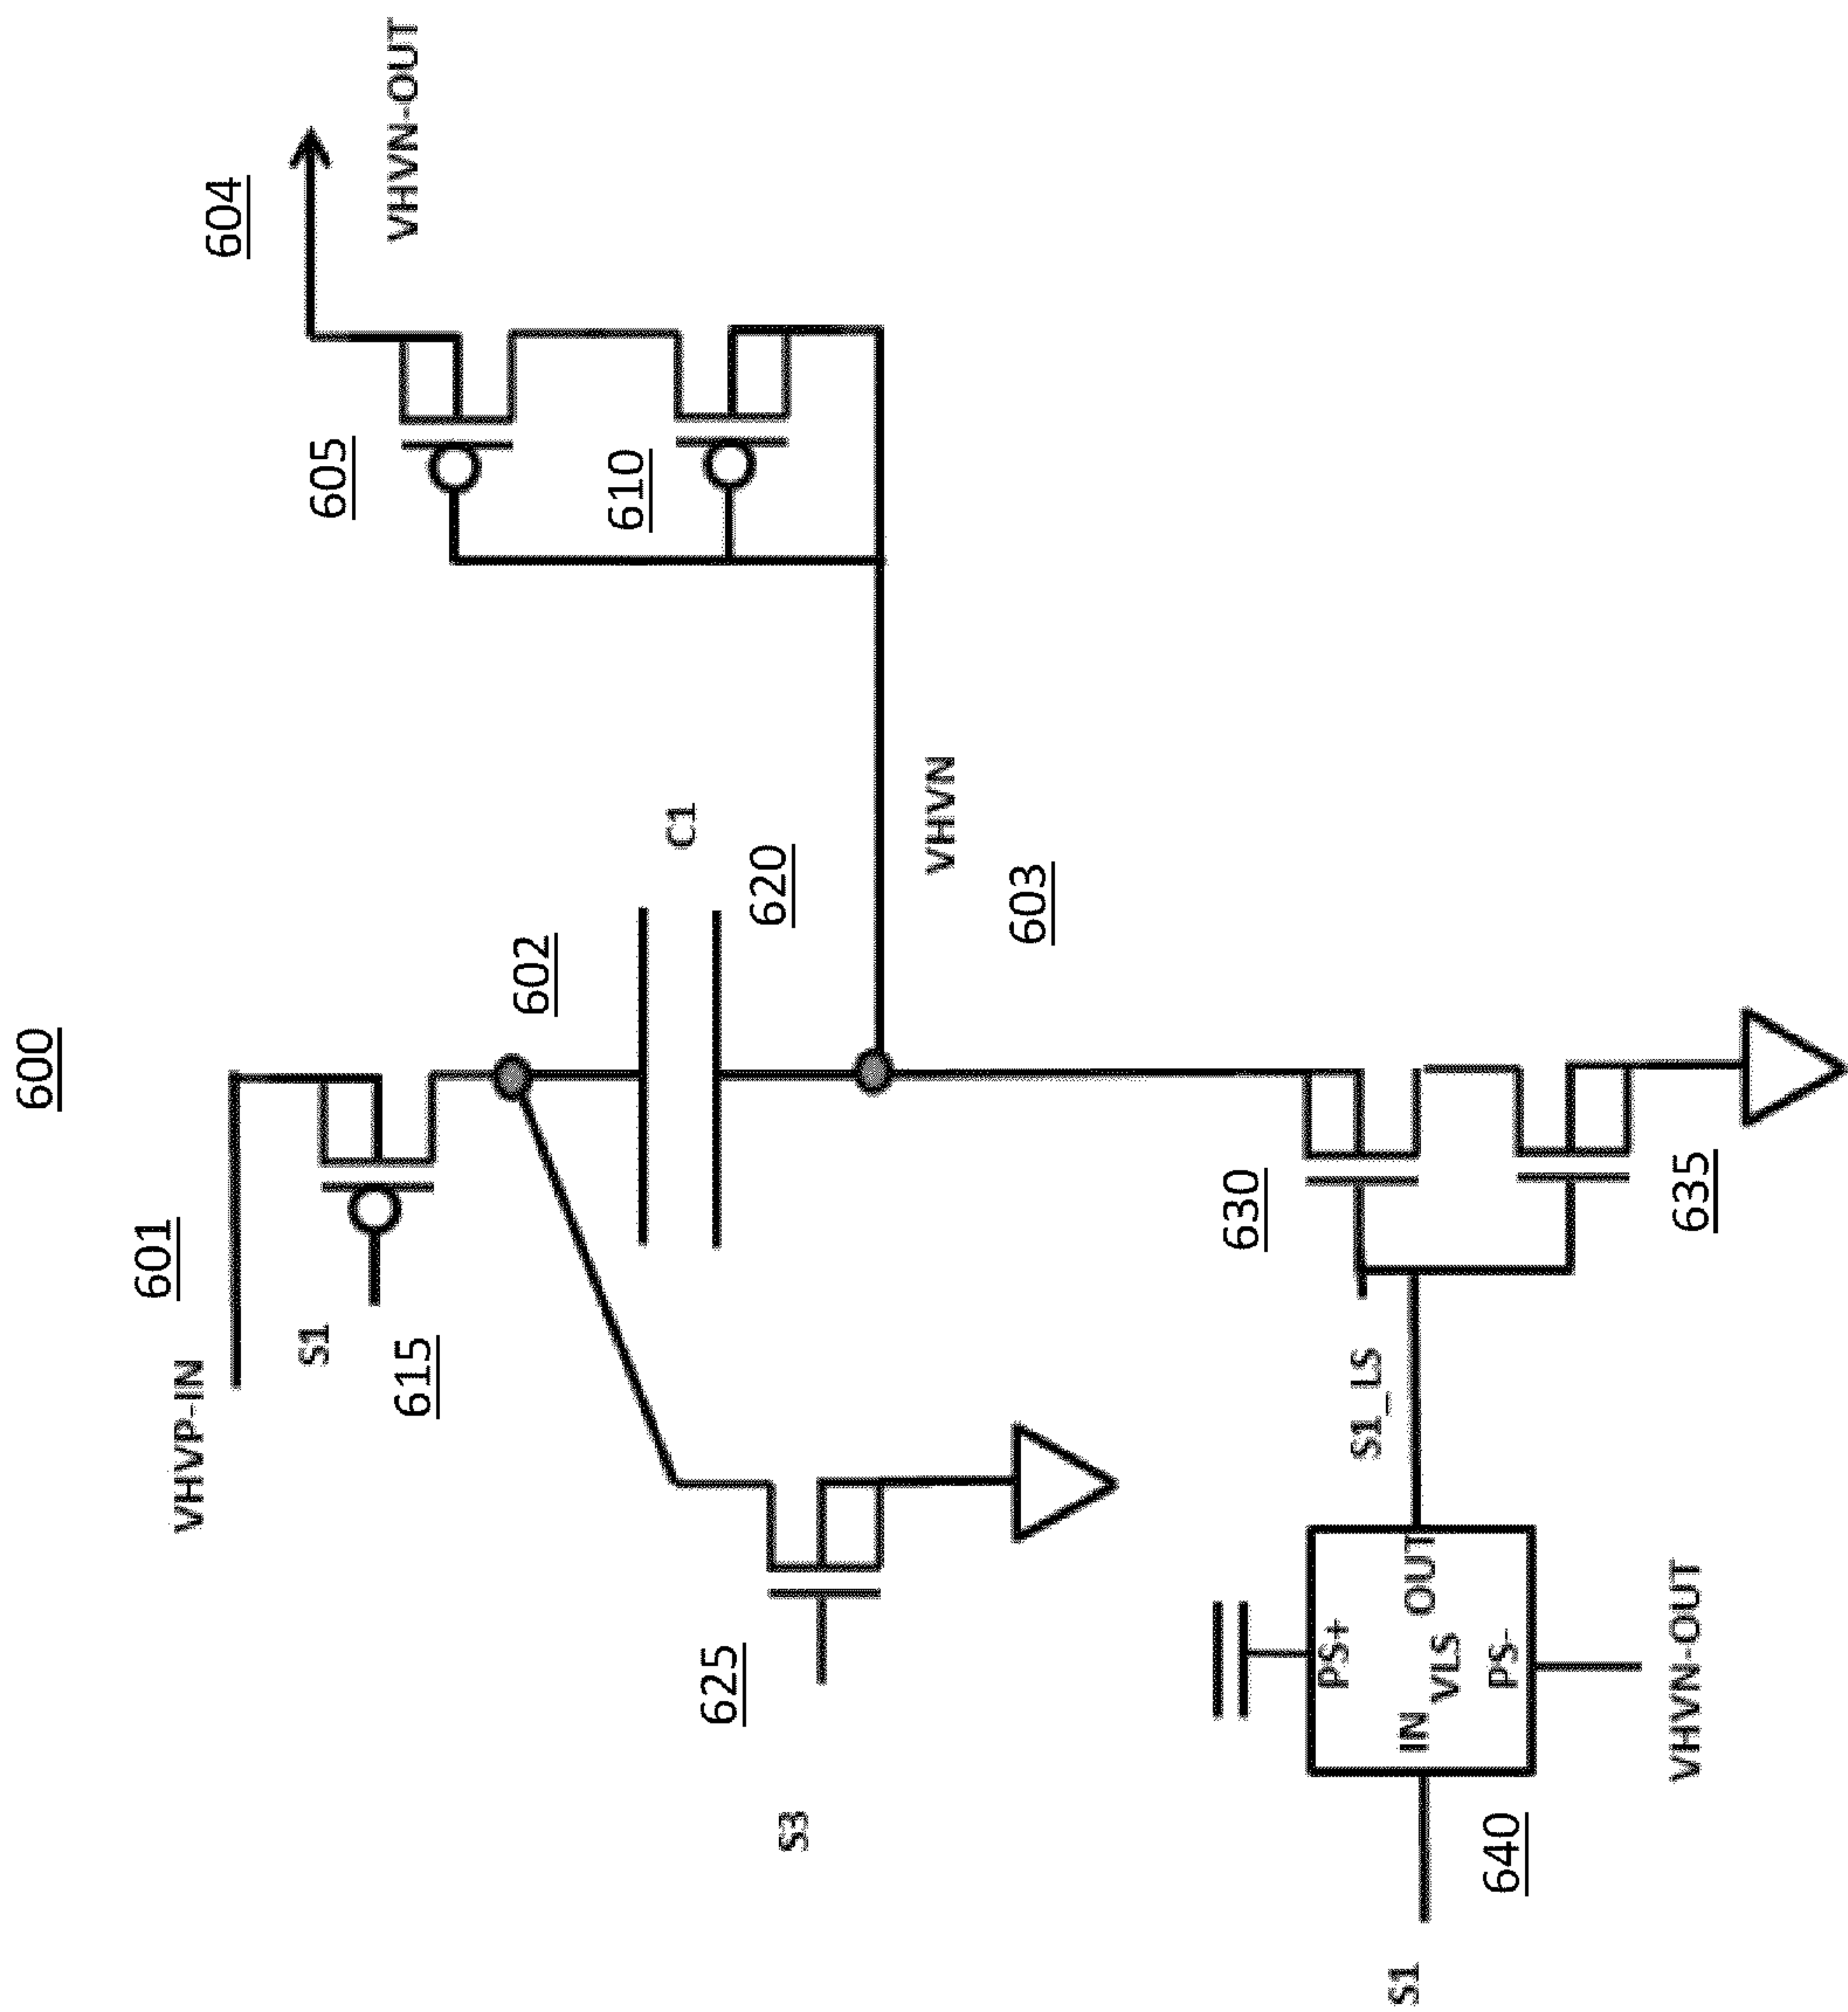 600
601
VHVP-IN
S1
615
602
C1
620
VHVN
603
604
VHVN-OUT
605
610
625
S3
630
635
S1_LS
PS+
OUT
IN
VLS
PS-
640
S1
VHVN-OUT